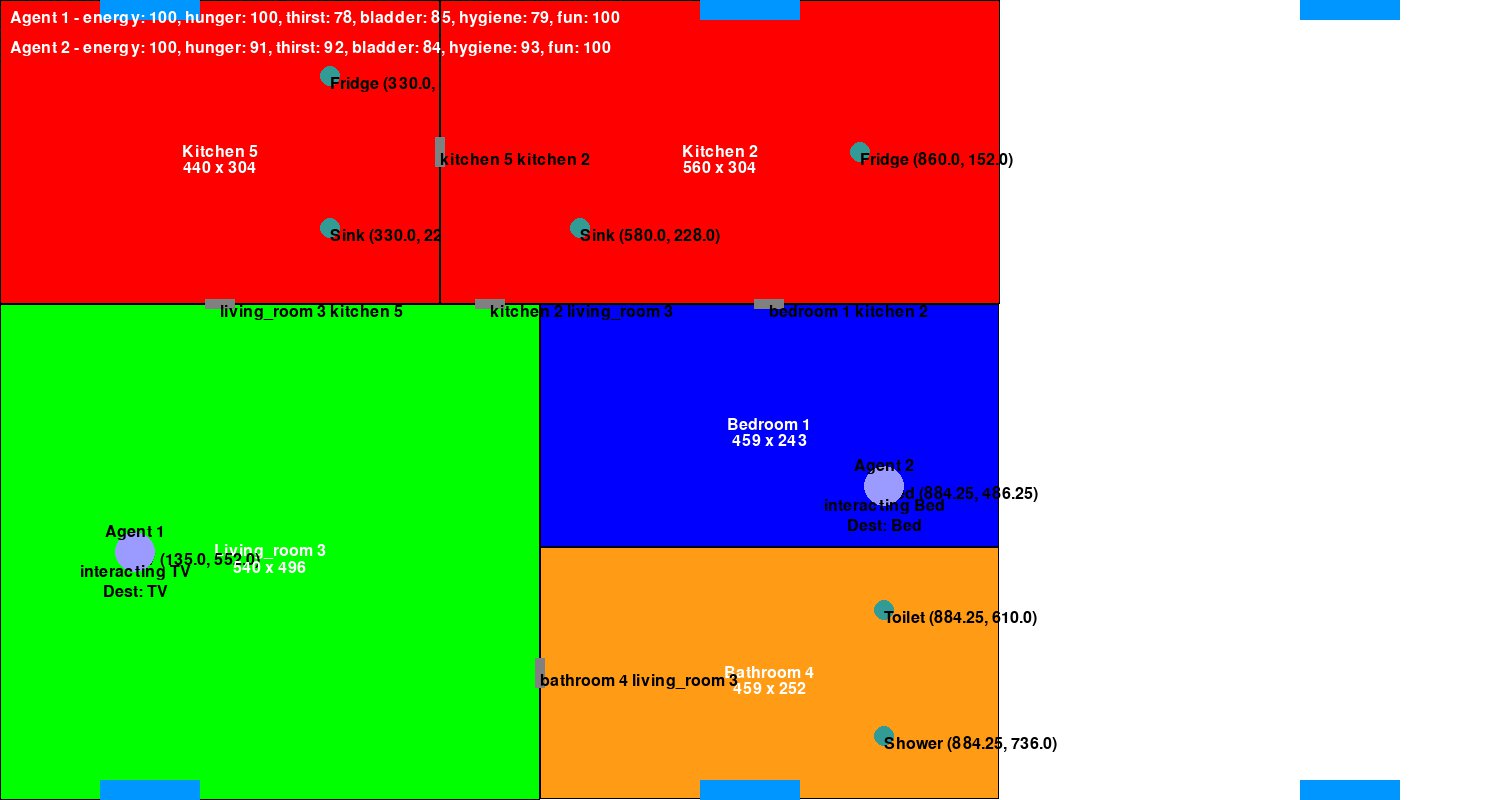 Agent 1 - energy: 100, hunger: 100, thirst: 78, bladder: 85, hygiene: 79, fun: 100
Agent 2 - energy: 100, hunger: 91, thirst: 92, bladder: 84, hygiene: 93, fun: 100
Fridge (330.0,
Kitchen 5
440 x 304
kitchen 5 kitchen 2
Kitchen 2
560 x 304
Fridge (860.0, 152.0)
Sink (330.0, 22
Sink (580.0, 228.0)
living_room 3 kitchen 5
kitchen 2 living_room 3
bedroom 1 kitchen 2
Bedroom 1
459 x 243
Agent 2
(884.25, 486.25)
interacting Bed
Dest: Bed
Agent 1
Living_room 3
540 x 496
(135.0, 552.0)
interacting TV
Dest: TV
Toilet (884.25, 610.0)
Bathroom 4
459 x 252
bathroom 4 living_room 3
Shower (884.25, 736.0)